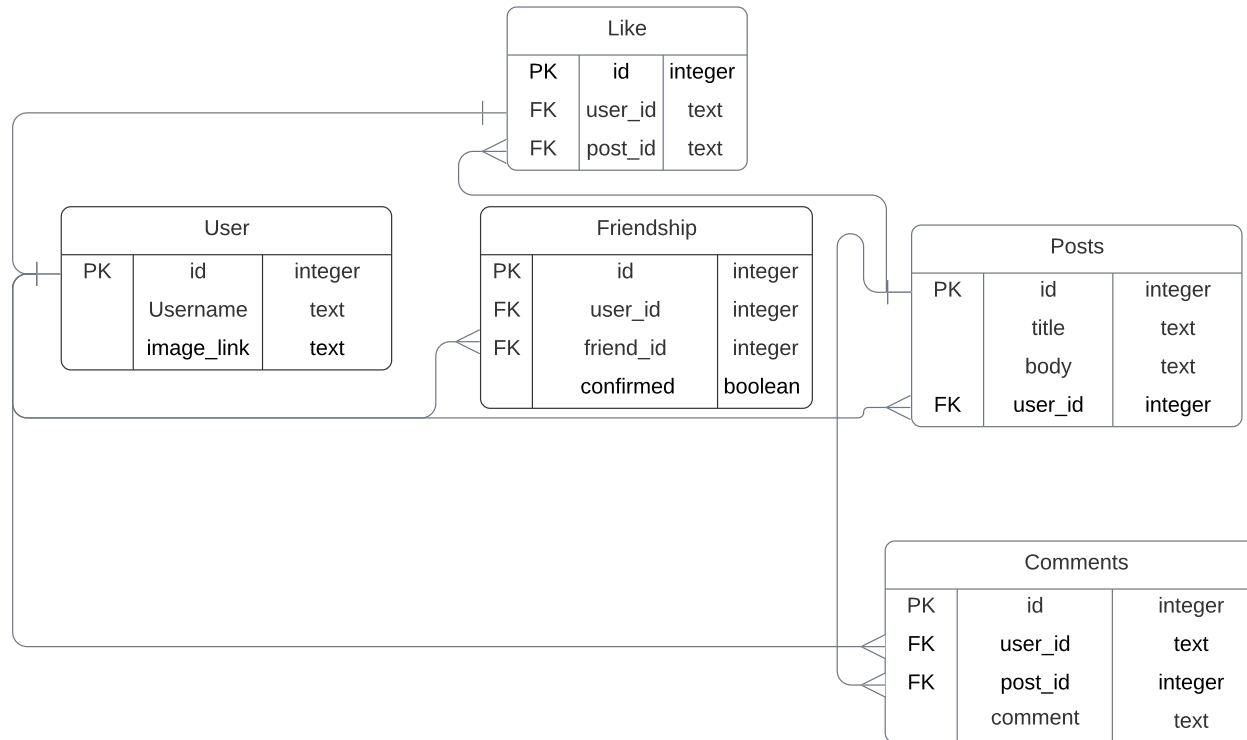 Like
PK id integer
FK user_id text
FK post_id text
User
PK id integer
Username text
image_link text
Friendship
PK id integer
FK user_id integer
FK friend_id integer
confirmed boolean
Posts
PK id integer
title text
body text
FK user_id integer
Comments
PK id integer
FK user_id text
FK post_id integer
comment text